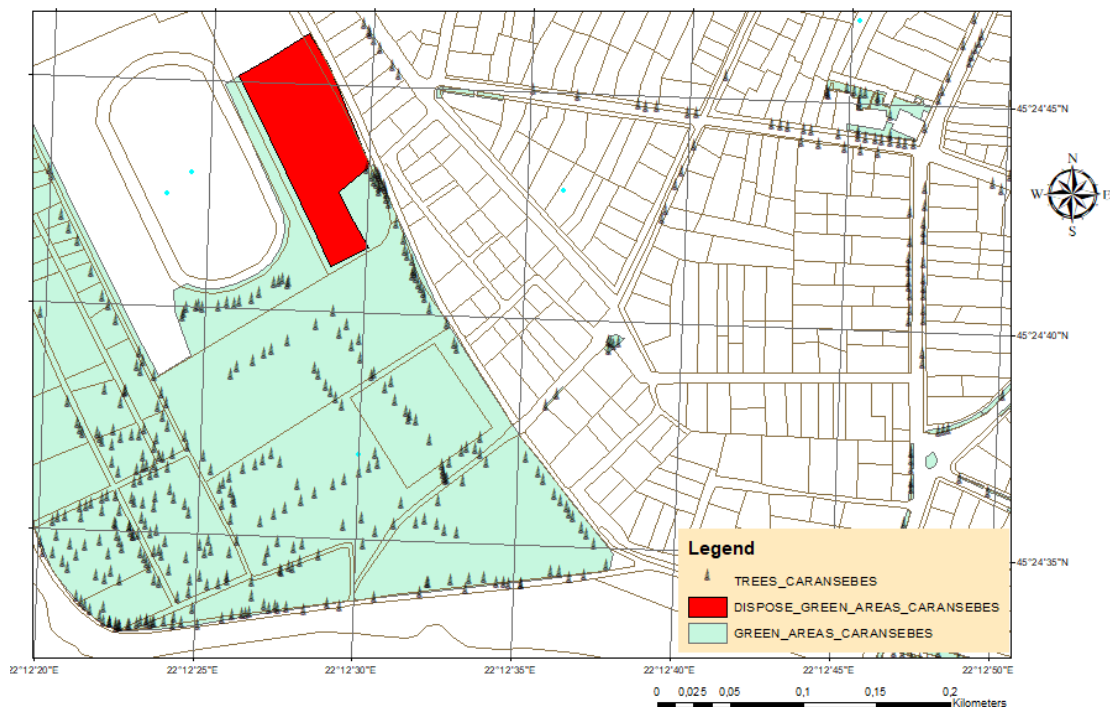 45°24'45"N
N
W E
S
45°24'40"N
Legend
TREES_CARANSEBES
DISPOSE_GREEN_AREAS_CARANSEBES
GREEN_AREAS_CARANSEBES
45°24'35"N
22°12'20"E 22°12'25"E 22°12'30"E 22°12'35"E 22°12'40"E 22°12'45"E 22°12'50"E
0 0,025 0,05 0,1 0,15 0,2
Kilometers